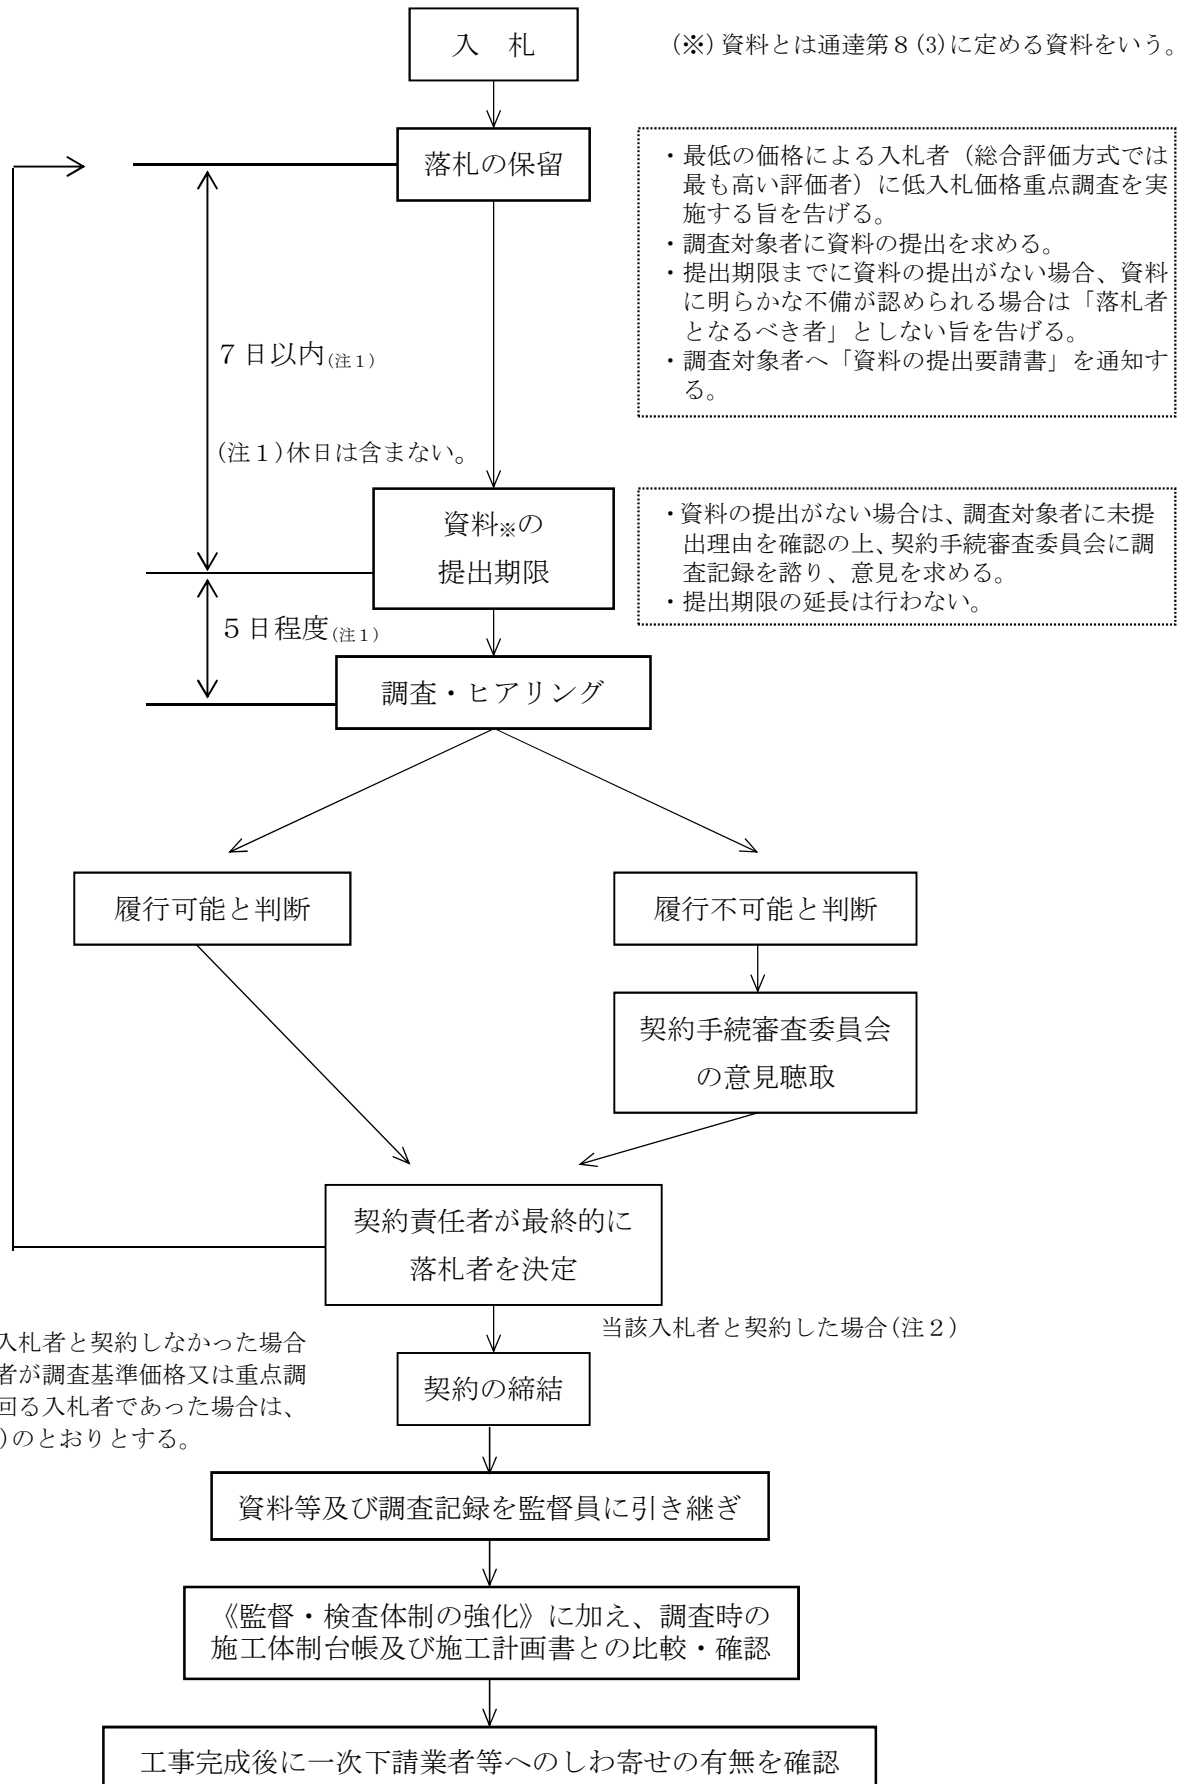 入　札
(※)資料とは通達第８(3)に定める資料をいう。
落札の保留
・最低の価格による入札者（総合評価方式では
最も高い評価者）に低入札価格重点調査を実
施する旨を告げる。
・調査対象者に資料の提出を求める。
・提出期限までに資料の提出がない場合、資料
に明らかな不備が認められる場合は「落札者
となるべき者」としない旨を告げる。
・調査対象者へ「資料の提出要請書」を通知す
る。
７日以内(注１)
(注１)休日は含まない。
資料※の
提出期限
・資料の提出がない場合は、調査対象者に未提
出理由を確認の上、契約手続審査委員会に調
査記録を諮り、意見を求める。
・提出期限の延長は行わない。
５日程度(注１)
調査・ヒアリング
履行可能と判断
履行不可能と判断
契約手続審査委員会
の意見聴取
契約責任者が最終的に
落札者を決定
当該入札者と契約した場合(注２)
入札者と契約しなかった場合
者が調査基準価格又は重点調
回る入札者であった場合は、
)のとおりとする。
契約の締結
資料等及び調査記録を監督員に引き継ぎ
《監督・検査体制の強化》に加え、調査時の
施工体制台帳及び施工計画書との比較・確認
工事完成後に一次下請業者等へのしわ寄せの有無を確認